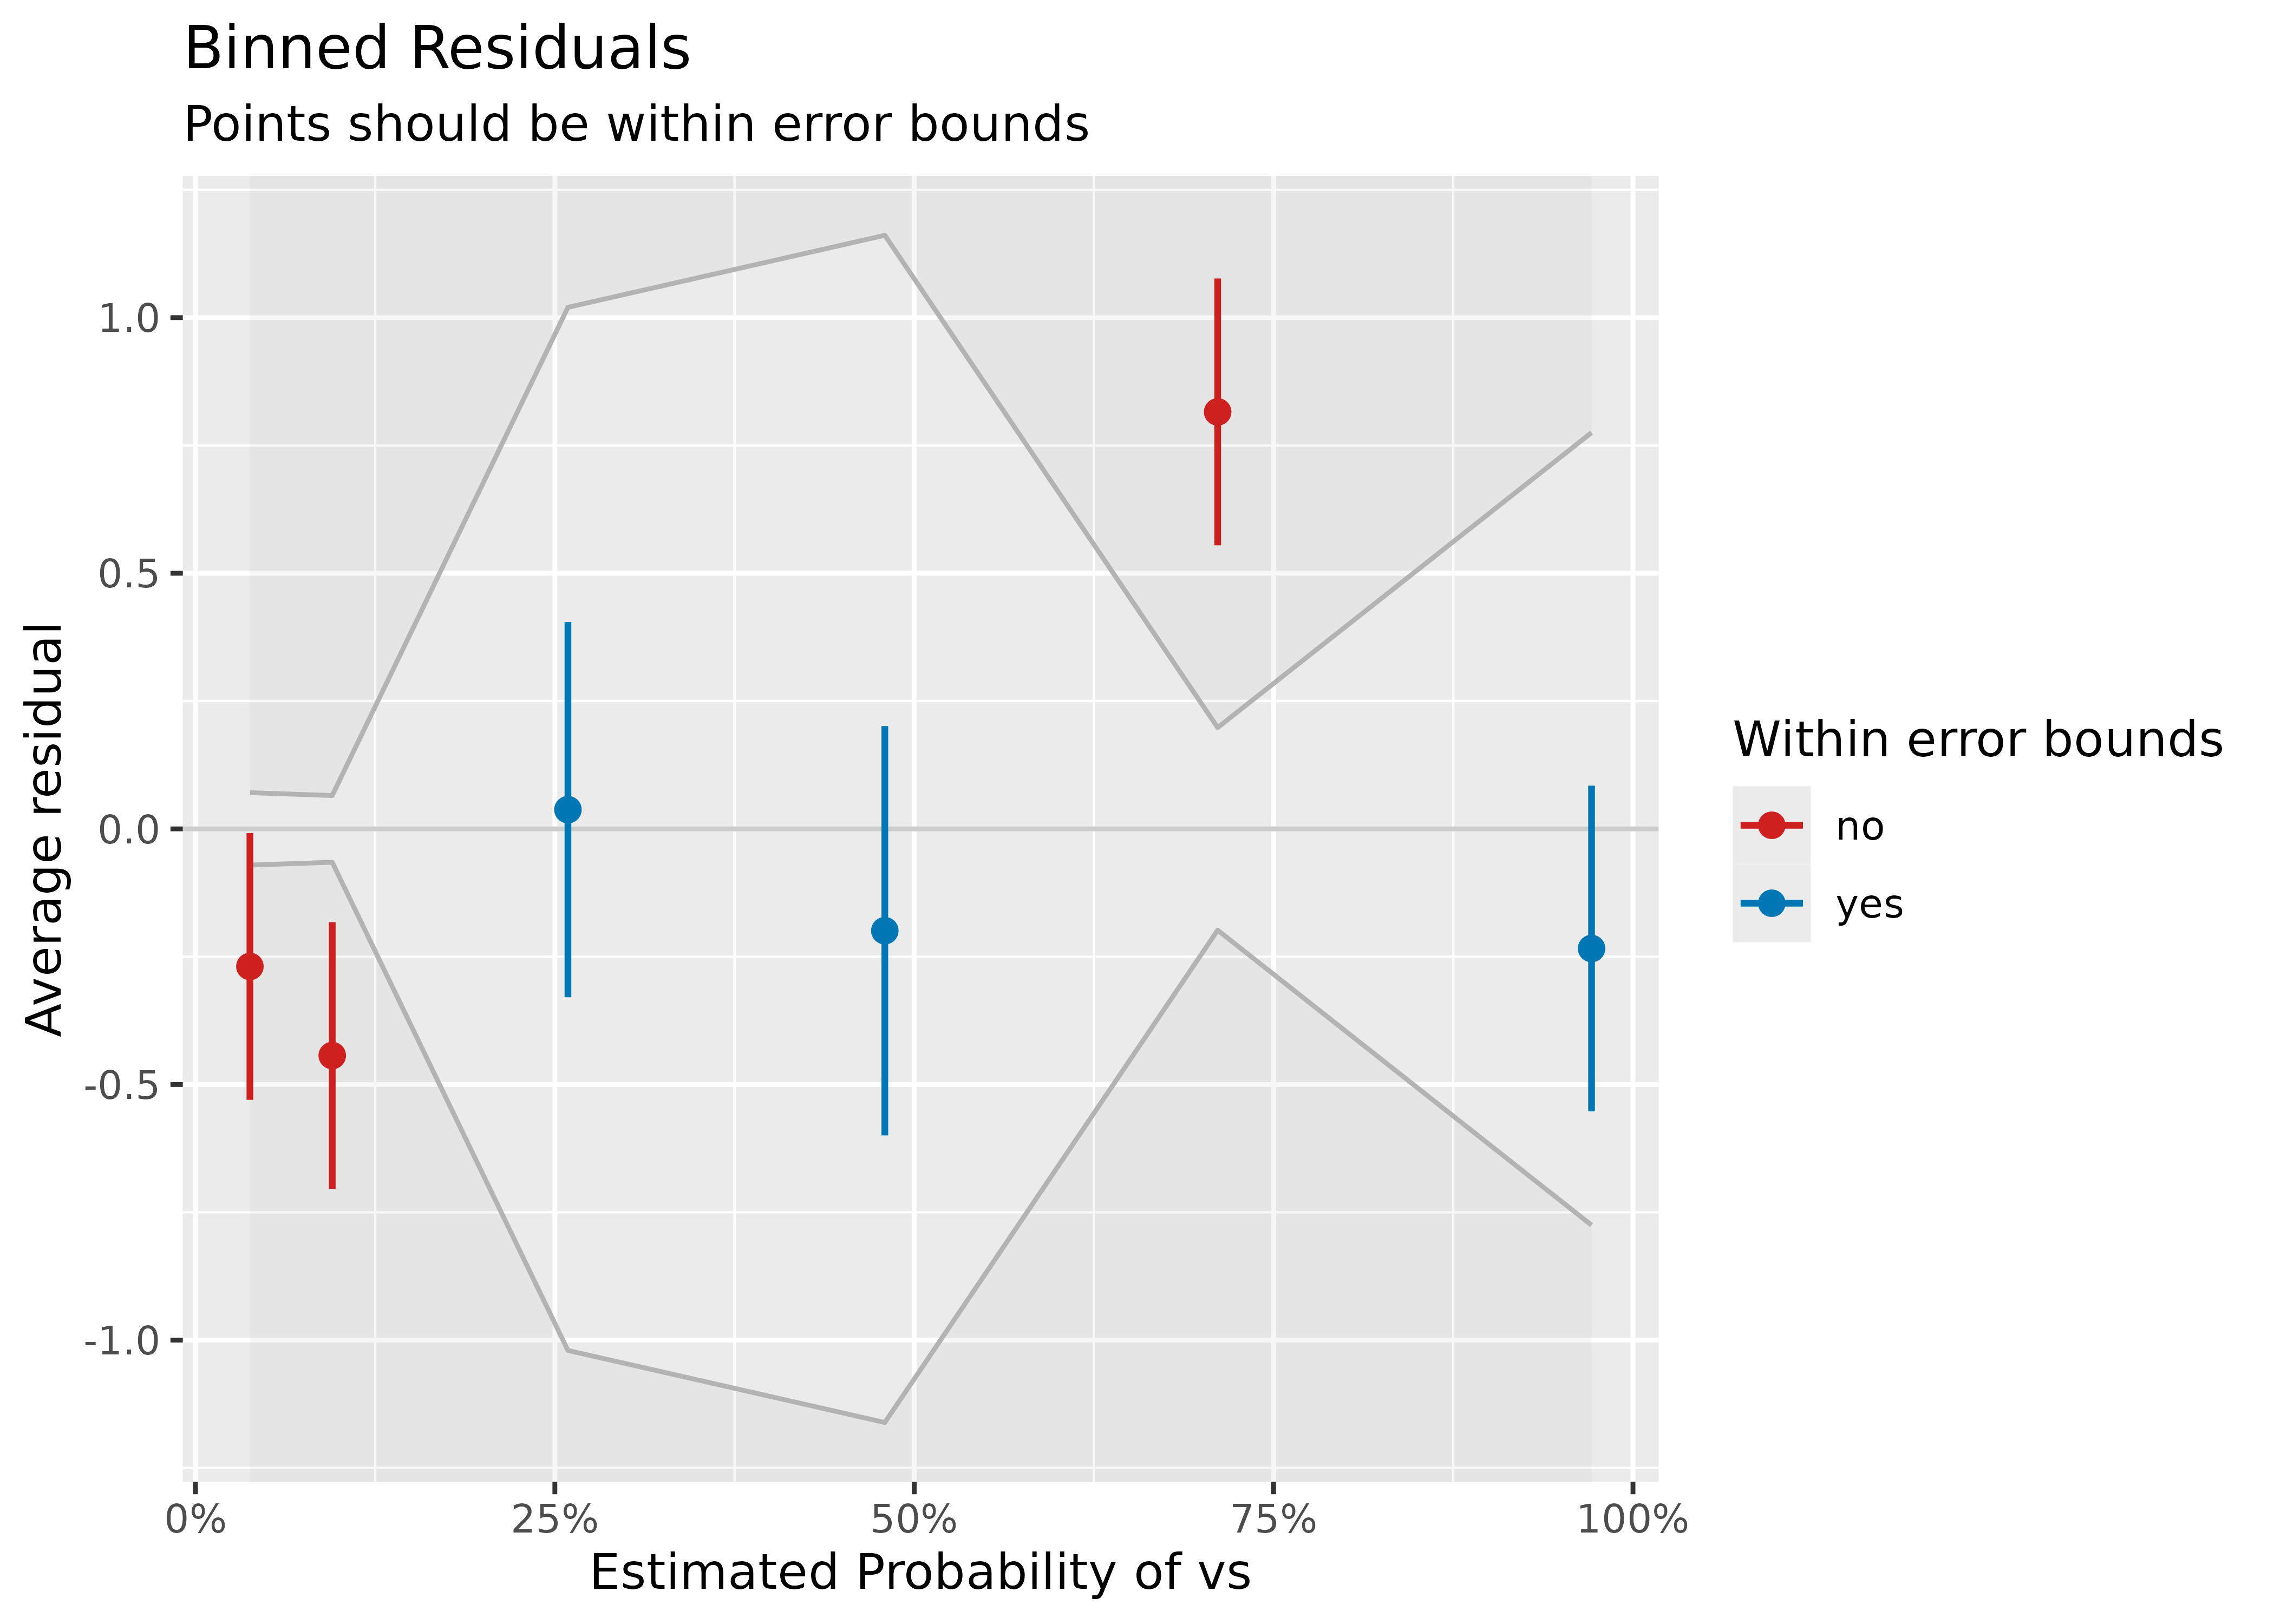 Binned Residuals
Points should be within error bounds
Average residual
1.0
0.5
0.0
-0.5
-1.0
0%
25%
50%
75%
100%
Estimated Probability of vs
Within error bounds
no
yes